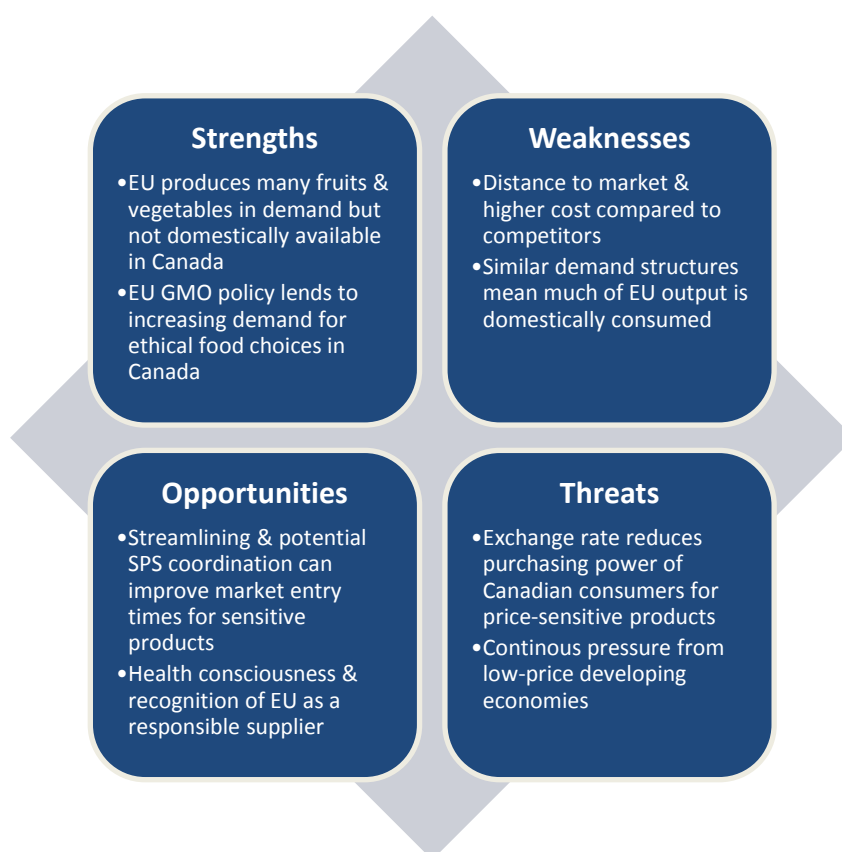 Strengths
•EU produces many fruits &
vegetables in demand but
not domestically available
in Canada
•EU GMO policy lends to
increasing demand for
ethical food choices in
Canada
Weaknesses
•Distance to market &
higher cost compared to
competitors
•Similar demand structures
mean much of EU output is
domestically consumed
Opportunities
•Streamlining & potential
SPS coordination can
improve market entry
times for sensitive
products
•Health consciousness &
recognition of EU as a
responsible supplier
Threats
•Exchange rate reduces
purchasing power of
Canadian consumers for
price-sensitive products
•Continous pressure from
low-price developing
economies